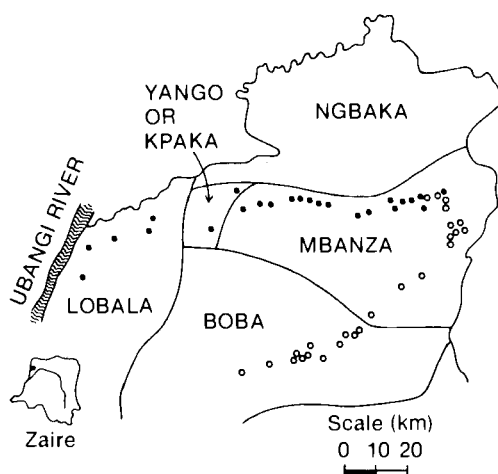 YANGO
OR
KPAKA
NGBAKA
UBANGI RIVER
MBANZA
LOBALA
BOBA
Zaire
Scale (km)
0 10 20